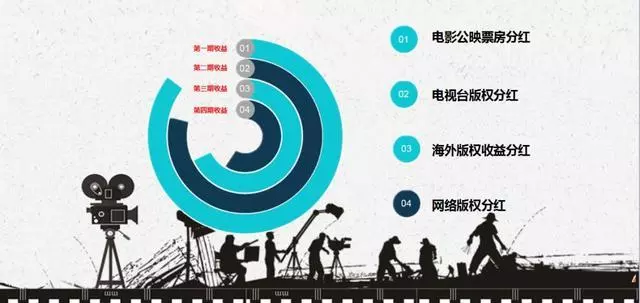 第一期收益
01
第二期收益
02
第三期收益
03
第四期收益
04
01
电影公映票房分红
02
电视台版权分红
03
海外版权收益分红
04
网络版权分红